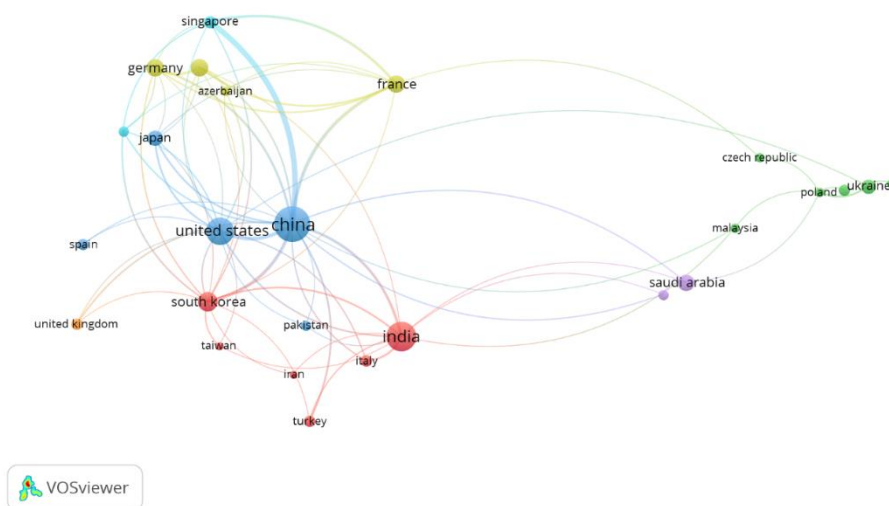 singapore
germany
azerbaijan
france
japan
czech republic
poland
ukraine
china
united states
malaysia
spain
saudi arabia
south korea
united kingdom
pakistan
india
taiwan
italy
iran
turkey
VOSviewer